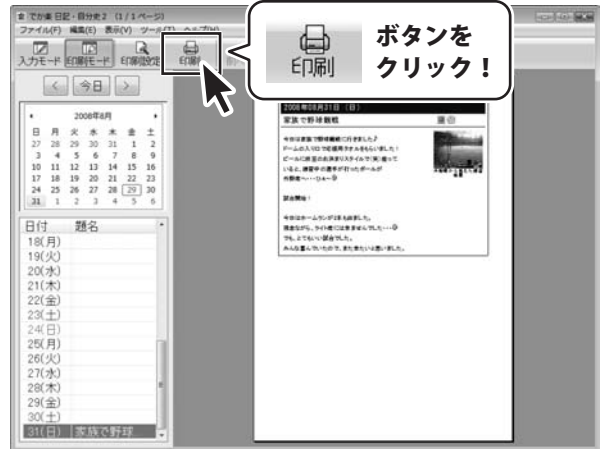 でか楽 日記・自分史2 (1/1ページ)
ファイル(F) 編集(E) 表示(V) ツール(T) ヘルプ(H)
入力モード 印刷モード 印刷設定 印刷
印刷
ボタンを
クリック！
< 今日 >
2008年8月
日 月 火 水 木 金 土
27 28 29 30 31 1 2
3 4 5 6 7 8 9
10 11 12 13 14 15 16
17 18 19 20 21 22 23
24 25 26 27 28 29 30
31 1 2 3 4 5 6
日付 題名
18(月)
19(火)
20(水)
21(木)
22(金)
23(土)
24(日)
25(月)
26(火)
27(水)
28(木)
29(金)
30(土)
31(日) 家族で野球
2008年08月31日 (日)
家族で野球観戦
今日は家族で野球観戦に行きました♪
ドームの入り口で応援用タオルをもらいました！
ビールに枝豆のお決まりスタイルで(笑)座って
いると、練習中の選手が打ったボールが
試合開始！
今日はホームランが2本も出ました。
残念ながら、ライト席には来ませんでした・・・
でも、とてもいい試合でした。
みんな喜んでいたので、また来たいと思いました。